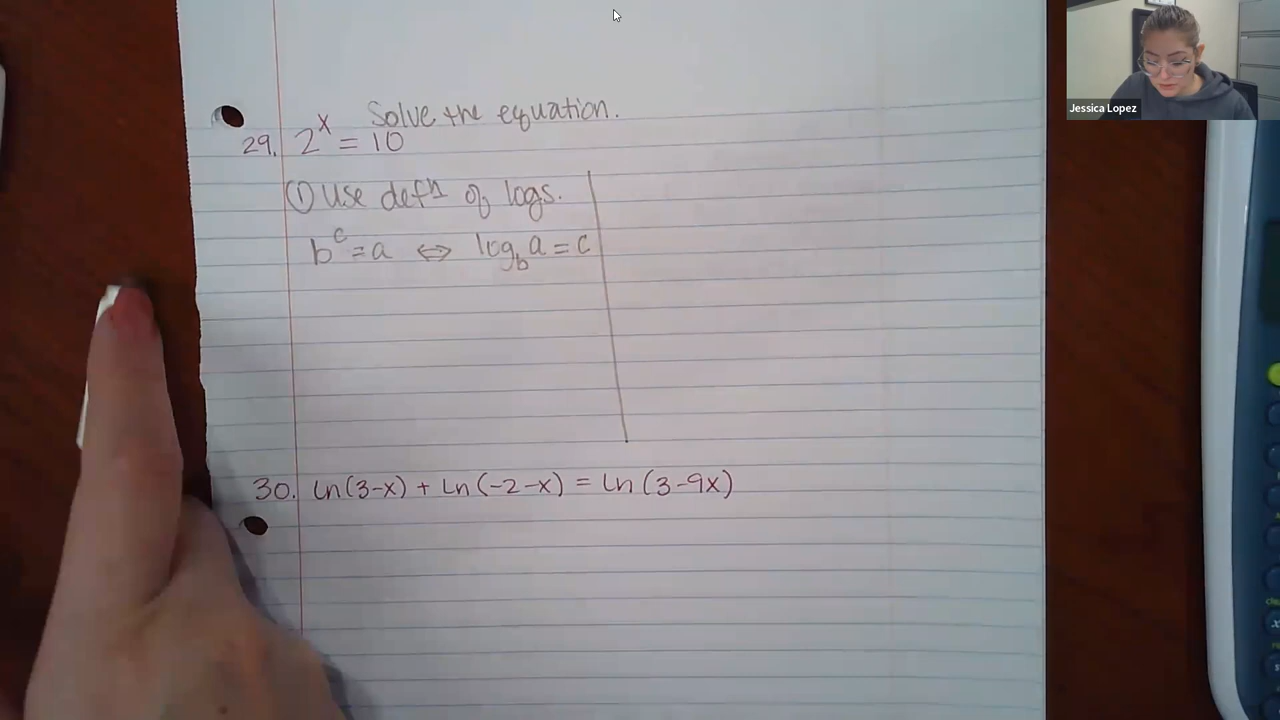 Jessica Lopez
Solve the equation.
29. 2^x = 10
① Use defⁿ of logs.
b^c = a ⇔ log_b a = c
30. ln(3-x) + ln(-2-x) = ln(3-9x)